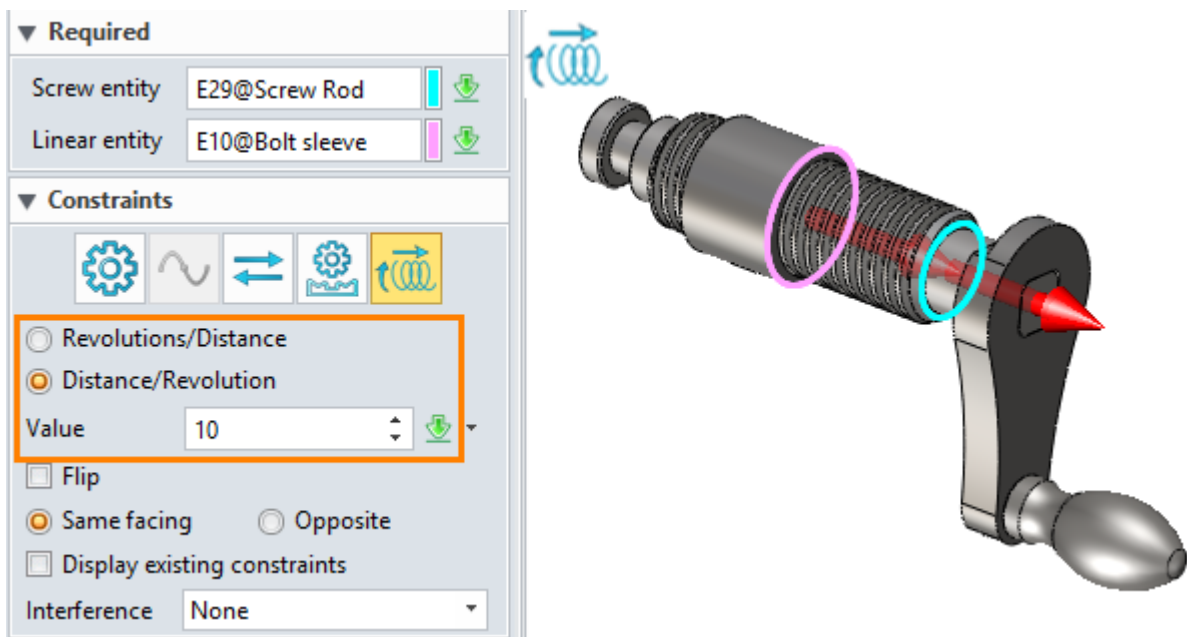 Required
Screw entity E29@Screw Rod
Linear entity E10@Bolt sleeve
Constraints
Revolutions/Distance
Distance/Revolution
Value 10
Flip
Same facing Opposite
Display existing constraints
Interference None